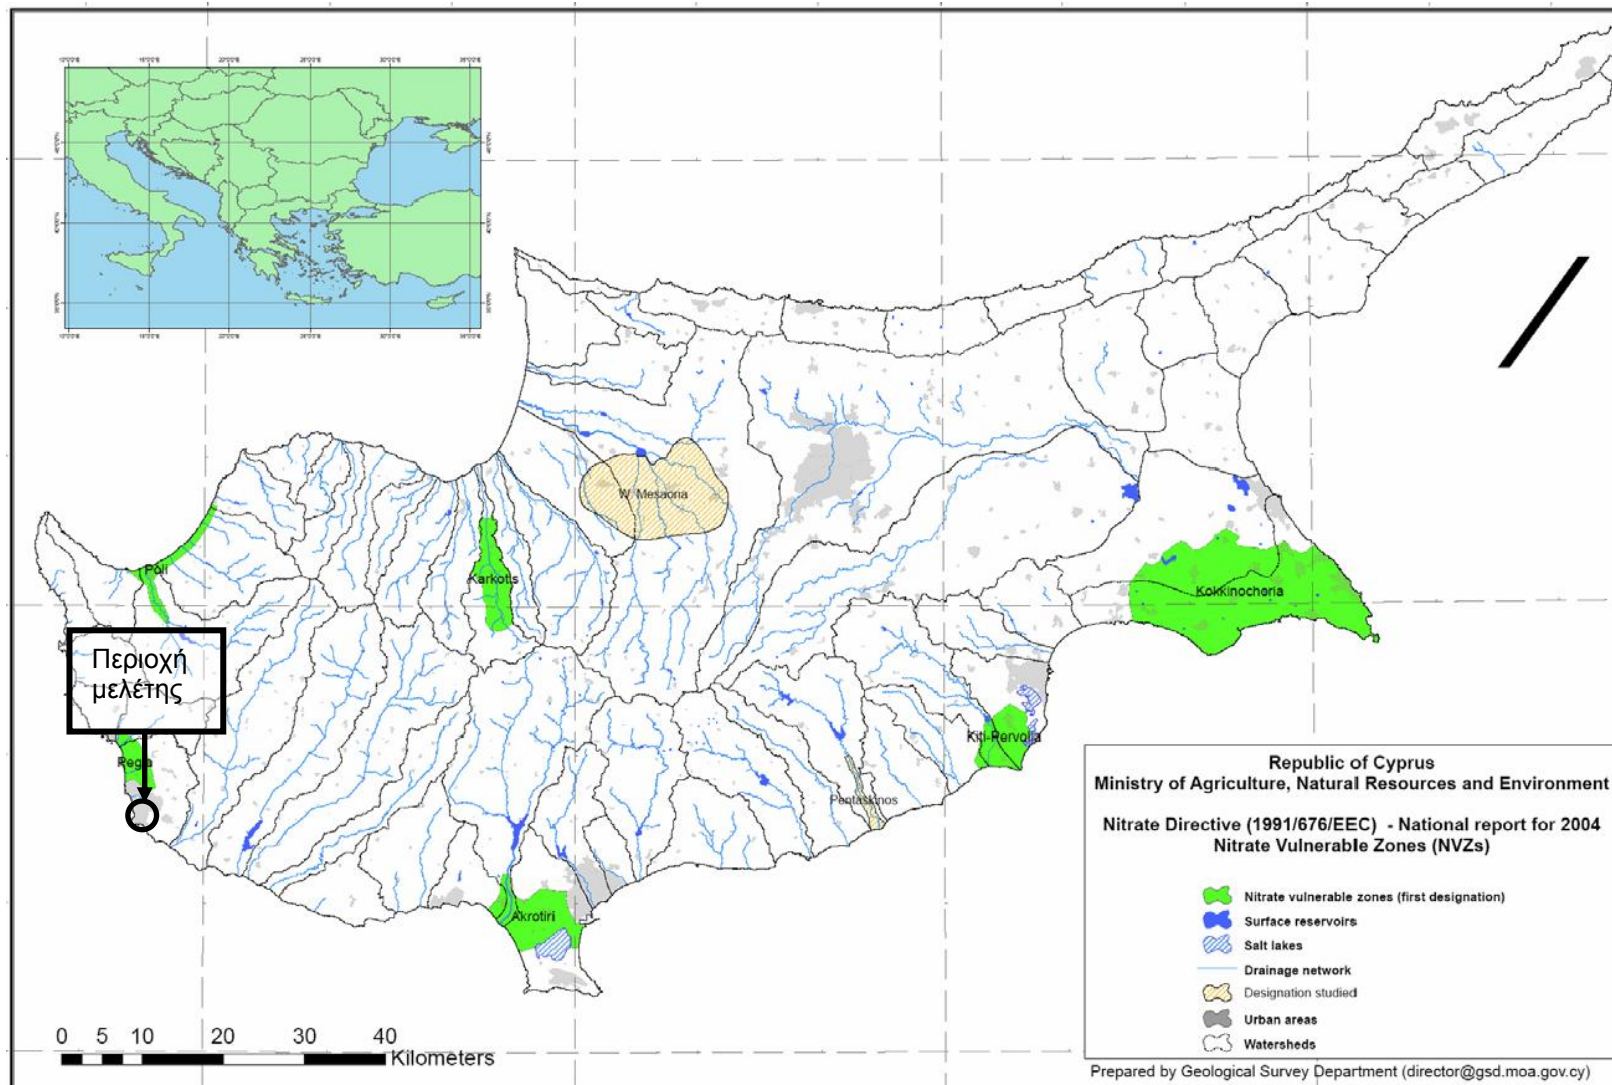 Poli
Karkotis
W. Mesaoria
Kokkinochoria
Περιοχή
μελέτης
Pegia
Kiti-Pervolia
Pentaskinos
Akrotiri
Republic of Cyprus
Ministry of Agriculture, Natural Resources and Environment
Nitrate Directive (1991/676/EEC) - National report for 2004
Nitrate Vulnerable Zones (NVZs)
Nitrate vulnerable zones (first designation)
Surface reservoirs
Salt lakes
Drainage network
Designation studied
Urban areas
Watersheds
0 5 10 20 30 40
Kilometers
Prepared by Geological Survey Department (director@gsd.moa.gov.cy)